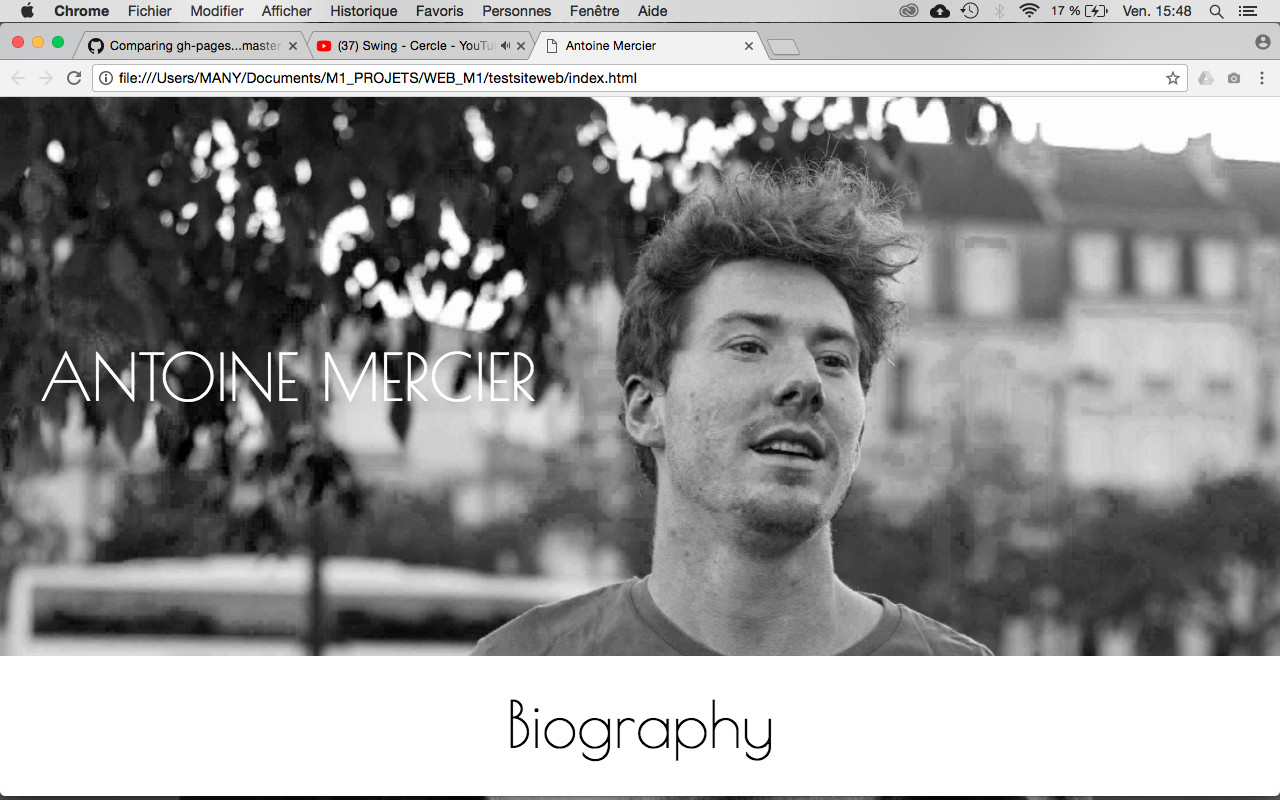 Chrome Fichier Modifier Afficher Historique Favoris Personnes Fenêtre Aide 17 % Ven. 15:48
Comparing gh-pages...master (37) Swing - Cercle - YouTu Antoine Mercier
file:///Users/MANY/Documents/M1_PROJETS/WEB_M1/testsiteweb/index.html
ANTOINE MERCIER
Biography